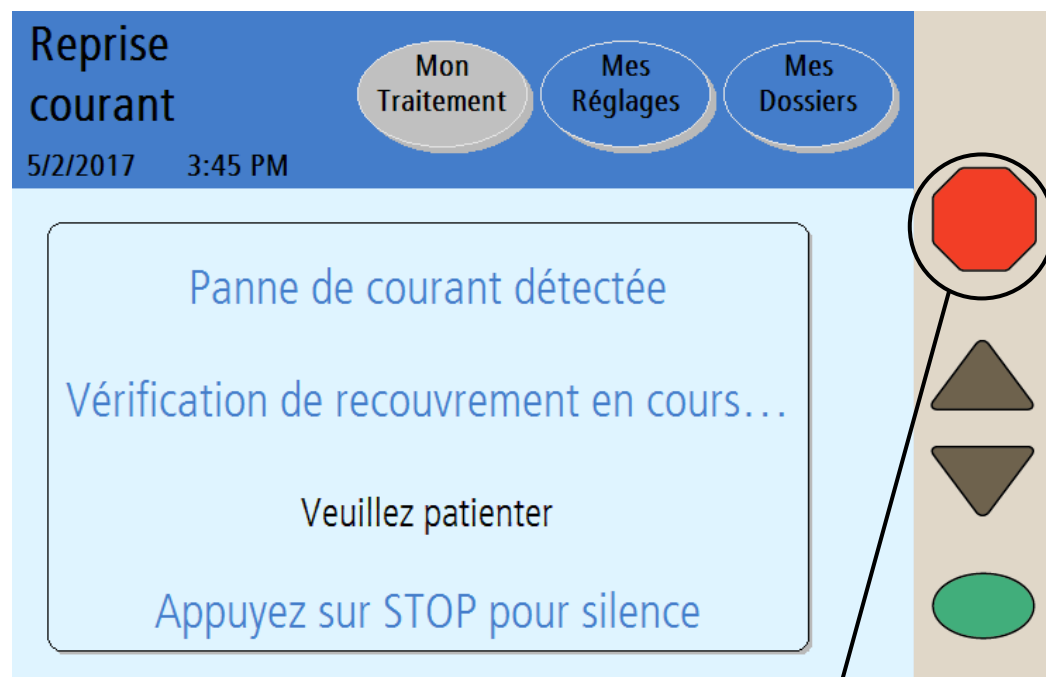 Reprise
courant
5/2/2017 3:45 PM
Mon
Traitement
Mes
Réglages
Mes
Dossiers
Panne de courant détectée
Vérification de recouvrement en cours…
Veuillez patienter
Appuyez sur STOP pour silence